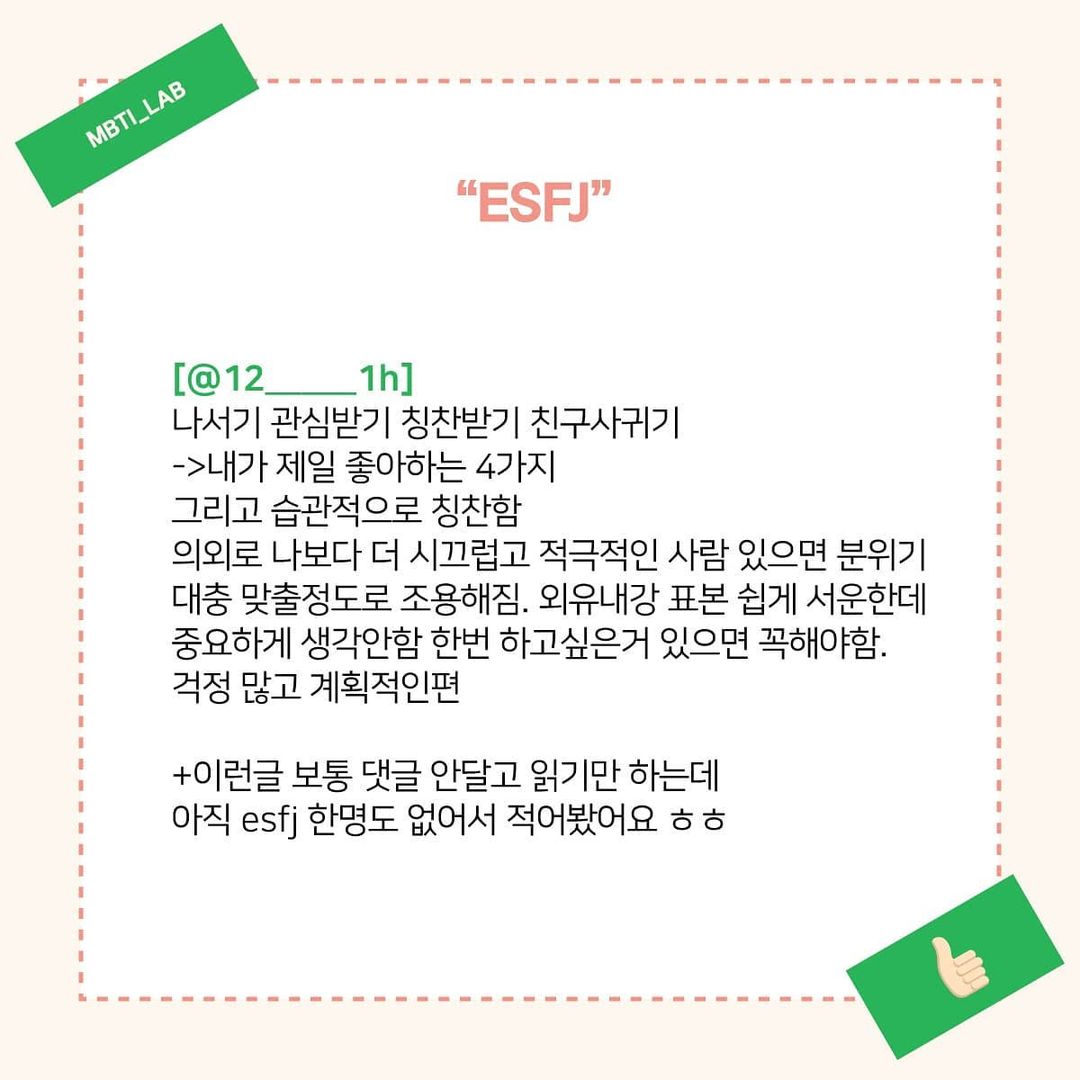 MBTI_LAB
“ESFJ”
[@12_____1h]
나서기 관심받기 칭찬받기 친구사귀기
->내가 제일 좋아하는 4가지
그리고 습관적으로 칭찬함
의외로 나보다 더 시끄럽고 적극적인 사람 있으면 분위기
대충 맞출정도로 조용해짐. 외유내강 표본 쉽게 서운한데
중요하게 생각안함 한번 하고싶은거 있으면 꼭해야함.
걱정 많고 계획적인편
+이런글 보통 댓글 안달고 읽기만 하는데
아직 esfj 한명도 없어서 적어봤어요 ㅎㅎ